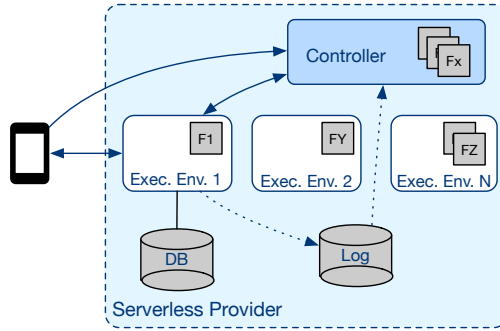 Controller
Fx
F1
FY
FZ
Exec. Env. 1
Exec. Env. 2
Exec. Env. N
DB
Log
Serverless Provider